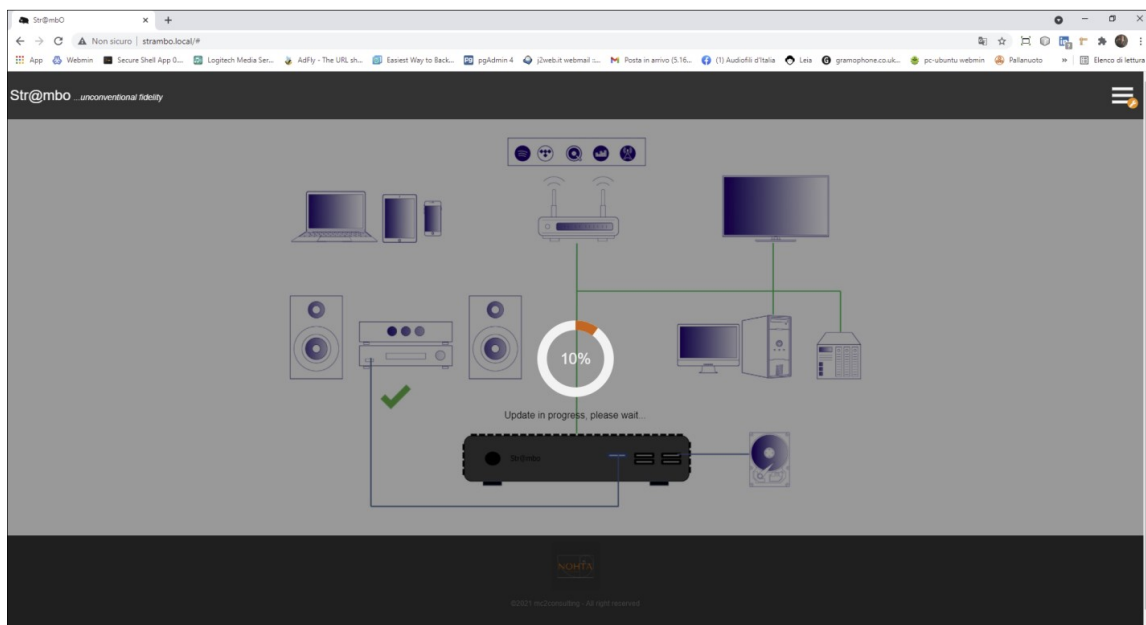 Str@mbO
Non sicuro | strambo.local/#
App Webmin Secure Shell App 0... Logitech Media Ser... AdFly - The URL sh... Easiest Way to Back... pgAdmin 4 j2web.it webmail ::... Posta in arrivo (5.16... (1) Audiofili d'Italia Leia gramophone.co.uk... pc-ubuntu webmin Pallanuoto » Elenco di lettura
Str@mbo ...unconventional fidelity
10%
Update in progress, please wait...
Str@mbo
NOHTA
©2021 mc2consulting - All right reserved